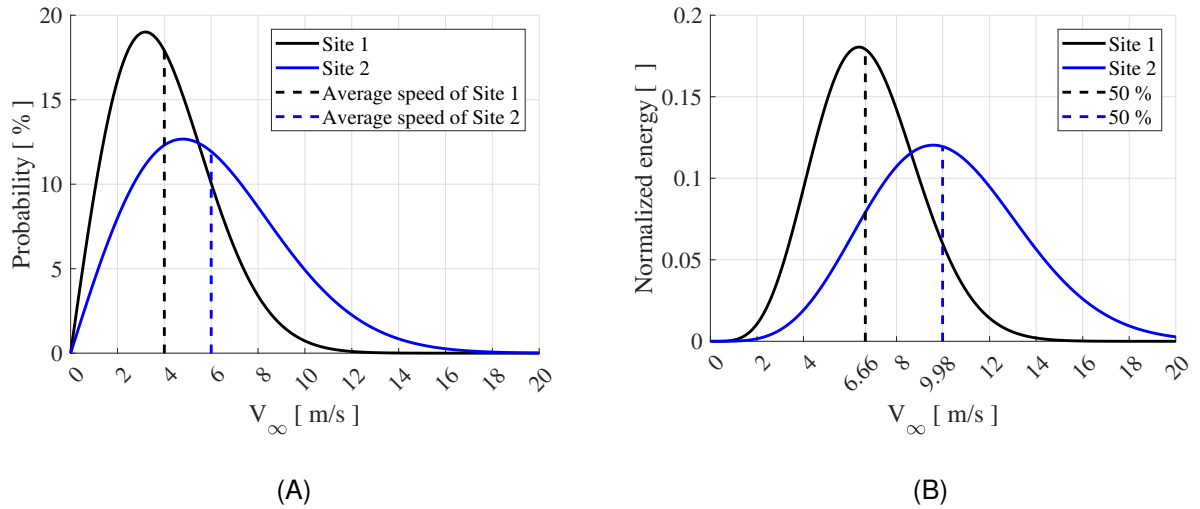 20
15
10
5
0
Probability [ % ]
Site 1
Site 2
Average speed of Site 1
Average speed of Site 2
0 2 4 6 8 10 12 14 16 18 20
V∞ [ m/s ]
(A)
0.2
0.15
0.1
0.05
0
Normalized energy [ ]
Site 1
Site 2
50 %
50 %
0 2 4 6.66 8 9.98 12 14 16 18 20
V∞ [ m/s ]
(B)